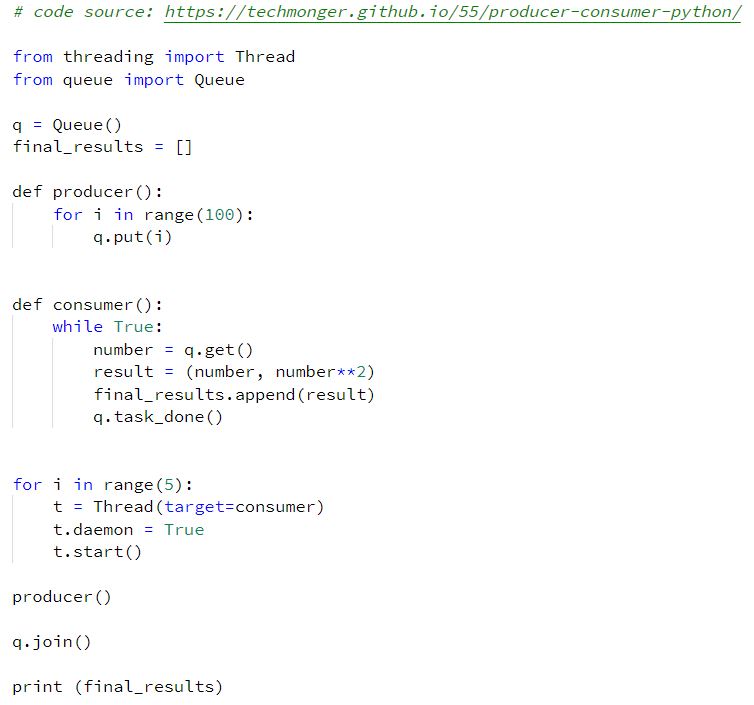 # code source: https://techmonger.github.io/55/producer-consumer-python/
from threading import Thread
from queue import Queue
q = Queue()
final_results = []
def producer():
    for i in range(100):
        q.put(i)
def consumer():
    while True:
        number = q.get()
        result = (number, number**2)
        final_results.append(result)
        q.task_done()
for i in range(5):
    t = Thread(target=consumer)
    t.daemon = True
    t.start()
producer()
q.join()
print (final_results)